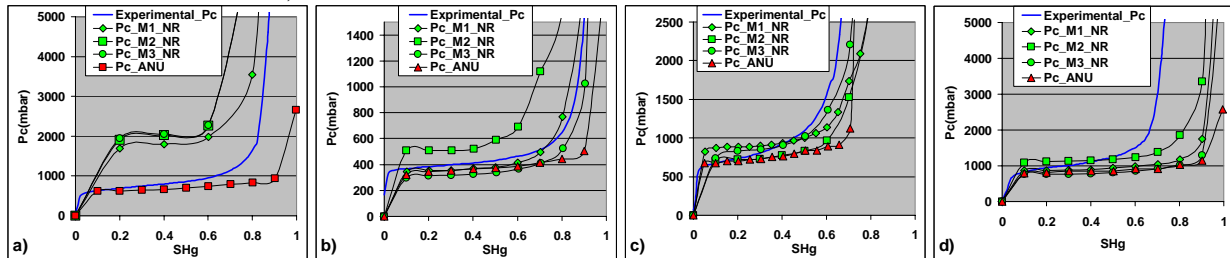 5000
4000
3000
2000
1000
0
Pc(mbar)
Experimental_Pc
Pc_M1_NR
Pc_M2_NR
Pc_M3_NR
Pc_ANU
0 0.2 0.4 0.6 0.8 1
SHg
a)
1400
1200
1000
800
600
400
200
0
Pc(mbar)
Experimental_Pc
Pc_M1_NR
Pc_M2_NR
Pc_M3_NR
Pc_ANU
0 0.2 0.4 0.6 0.8 1
SHg
b)
2500
2000
1500
1000
500
0
Pc(mbar)
Experimental_Pc
Pc_M1_NR
Pc_M2_NR
Pc_M3_NR
Pc_ANU
0 0.2 0.4 0.6 0.8 1
SHg
c)
5000
4000
3000
2000
1000
0
Pc(mbar)
Experimental_Pc
Pc_M1_NR
Pc_M2_NR
Pc_M3_NR
Pc_ANU
0 0.2 0.4 0.6 0.8 1
SHg
d)